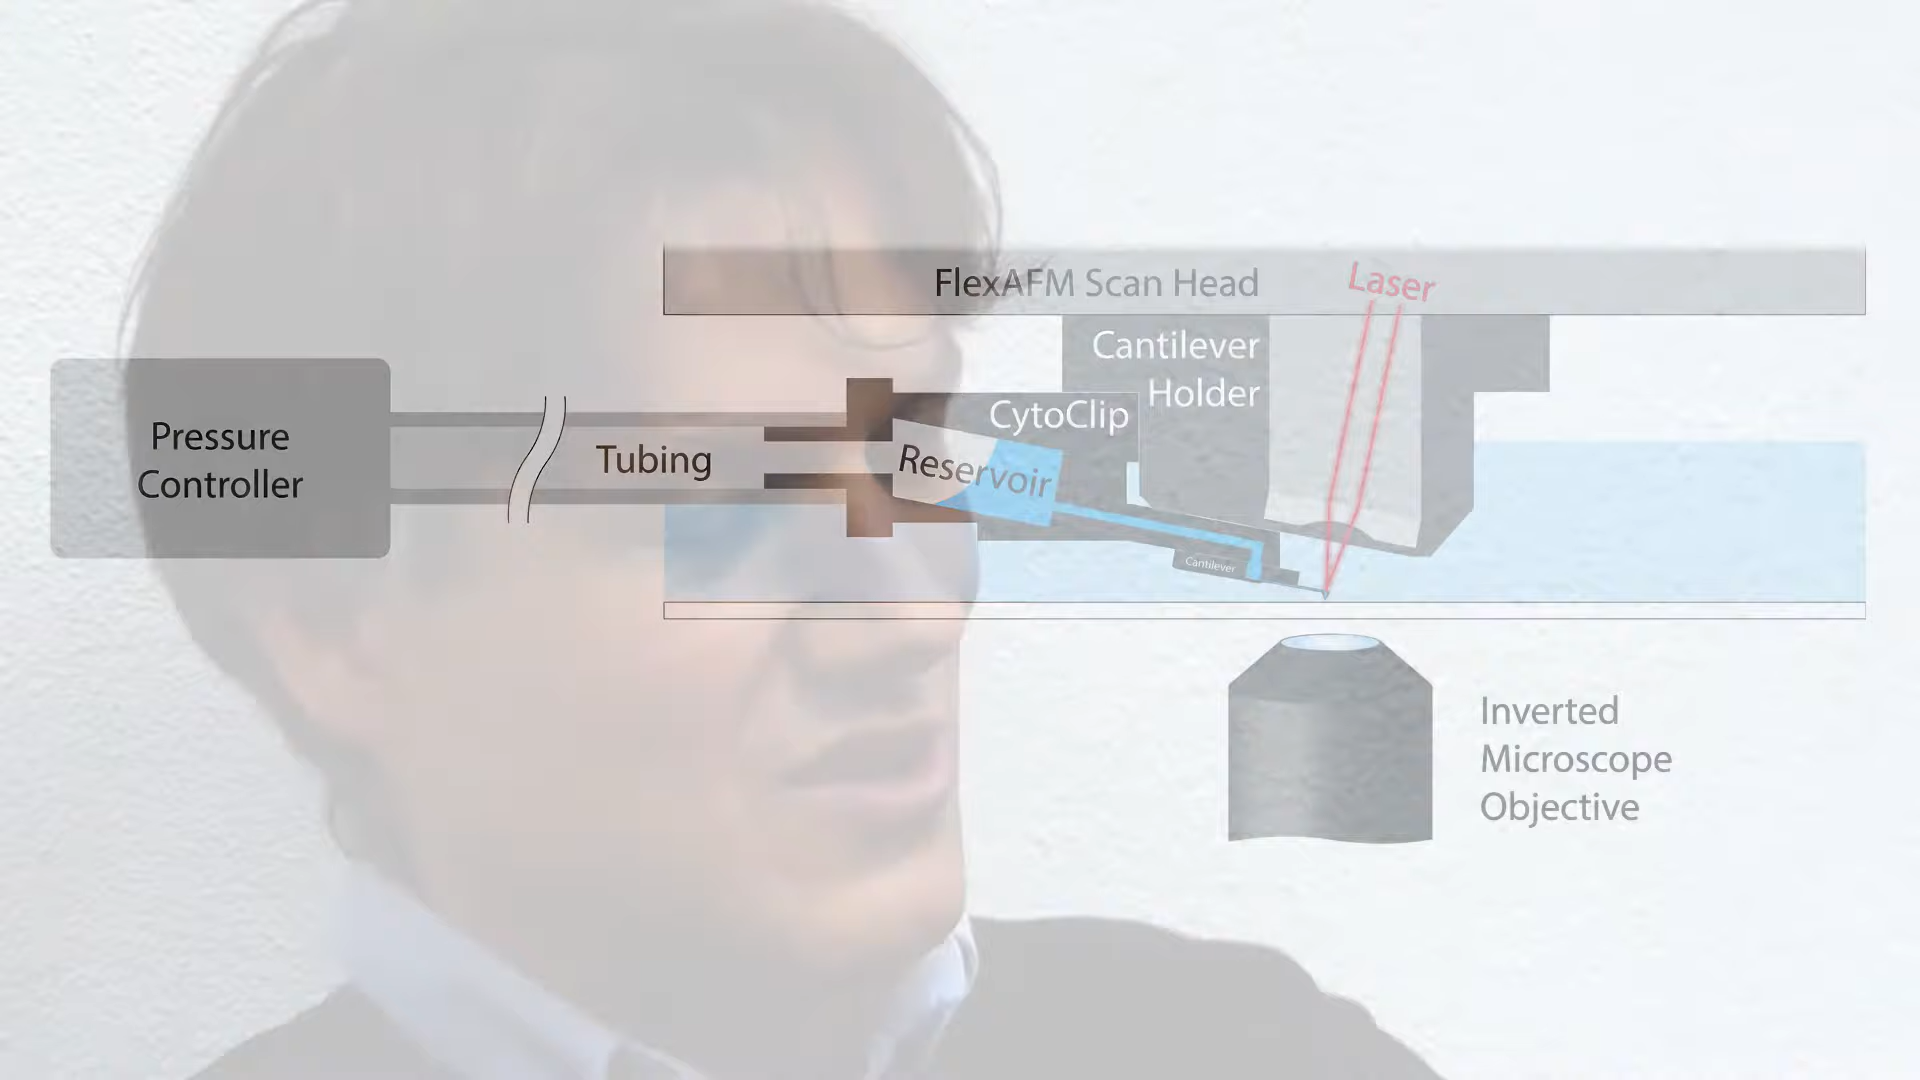 FlexAFM Scan Head
Laser
Cantilever
Holder
CytoClip
Pressure
Controller
Tubing
Reservoir
Cantilever
Inverted
Microscope
Objective